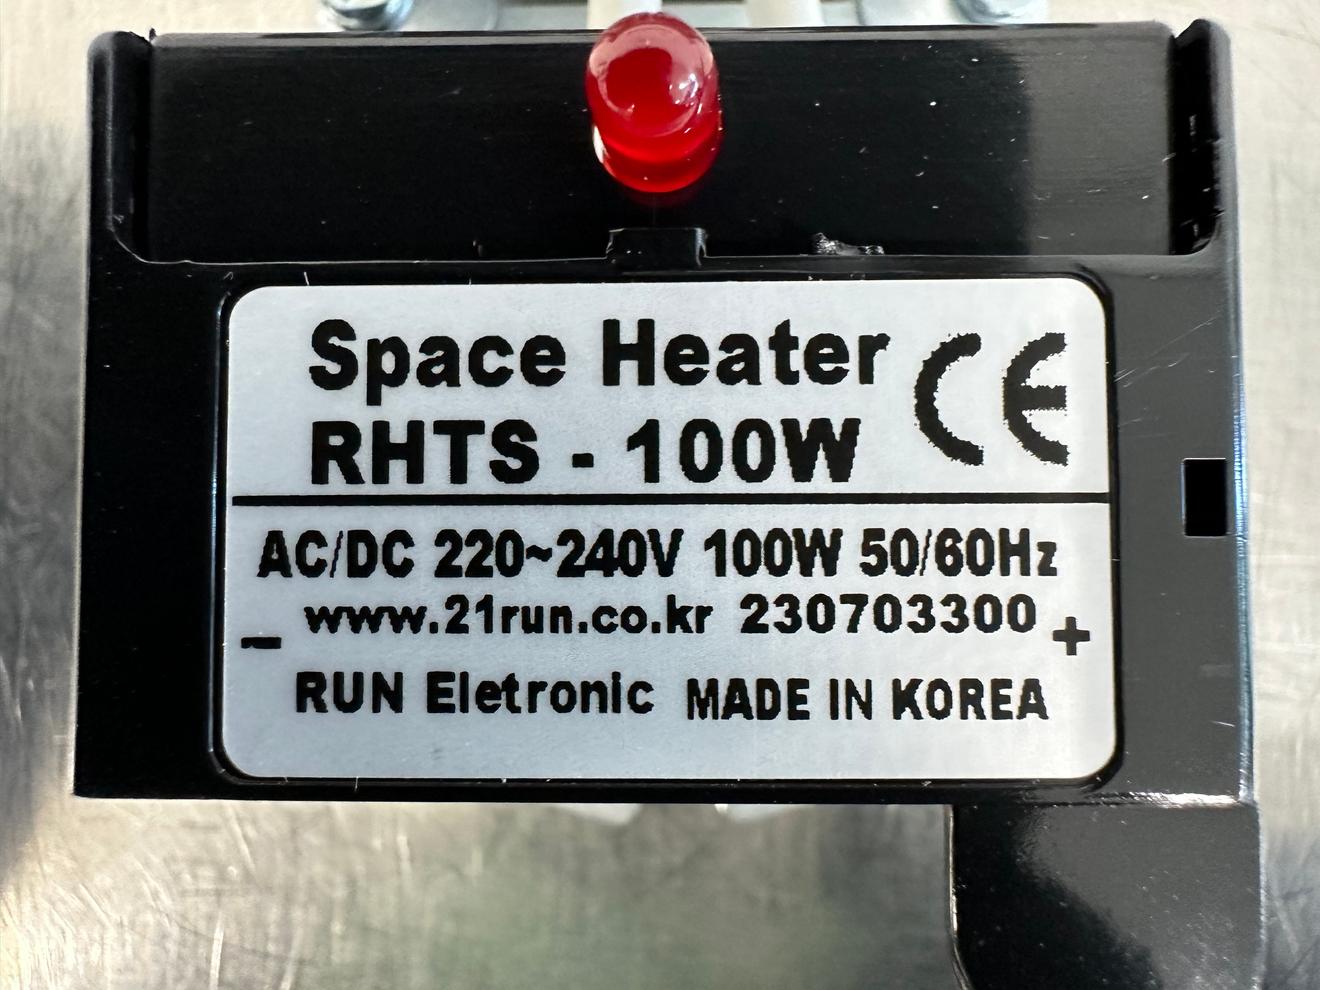 Space Heater CE
RHTS - 100W
AC/DC 220~240V 100W 50/60Hz
www.21run.co.kr 230703300
- +
RUN Eletronic MADE IN KOREA